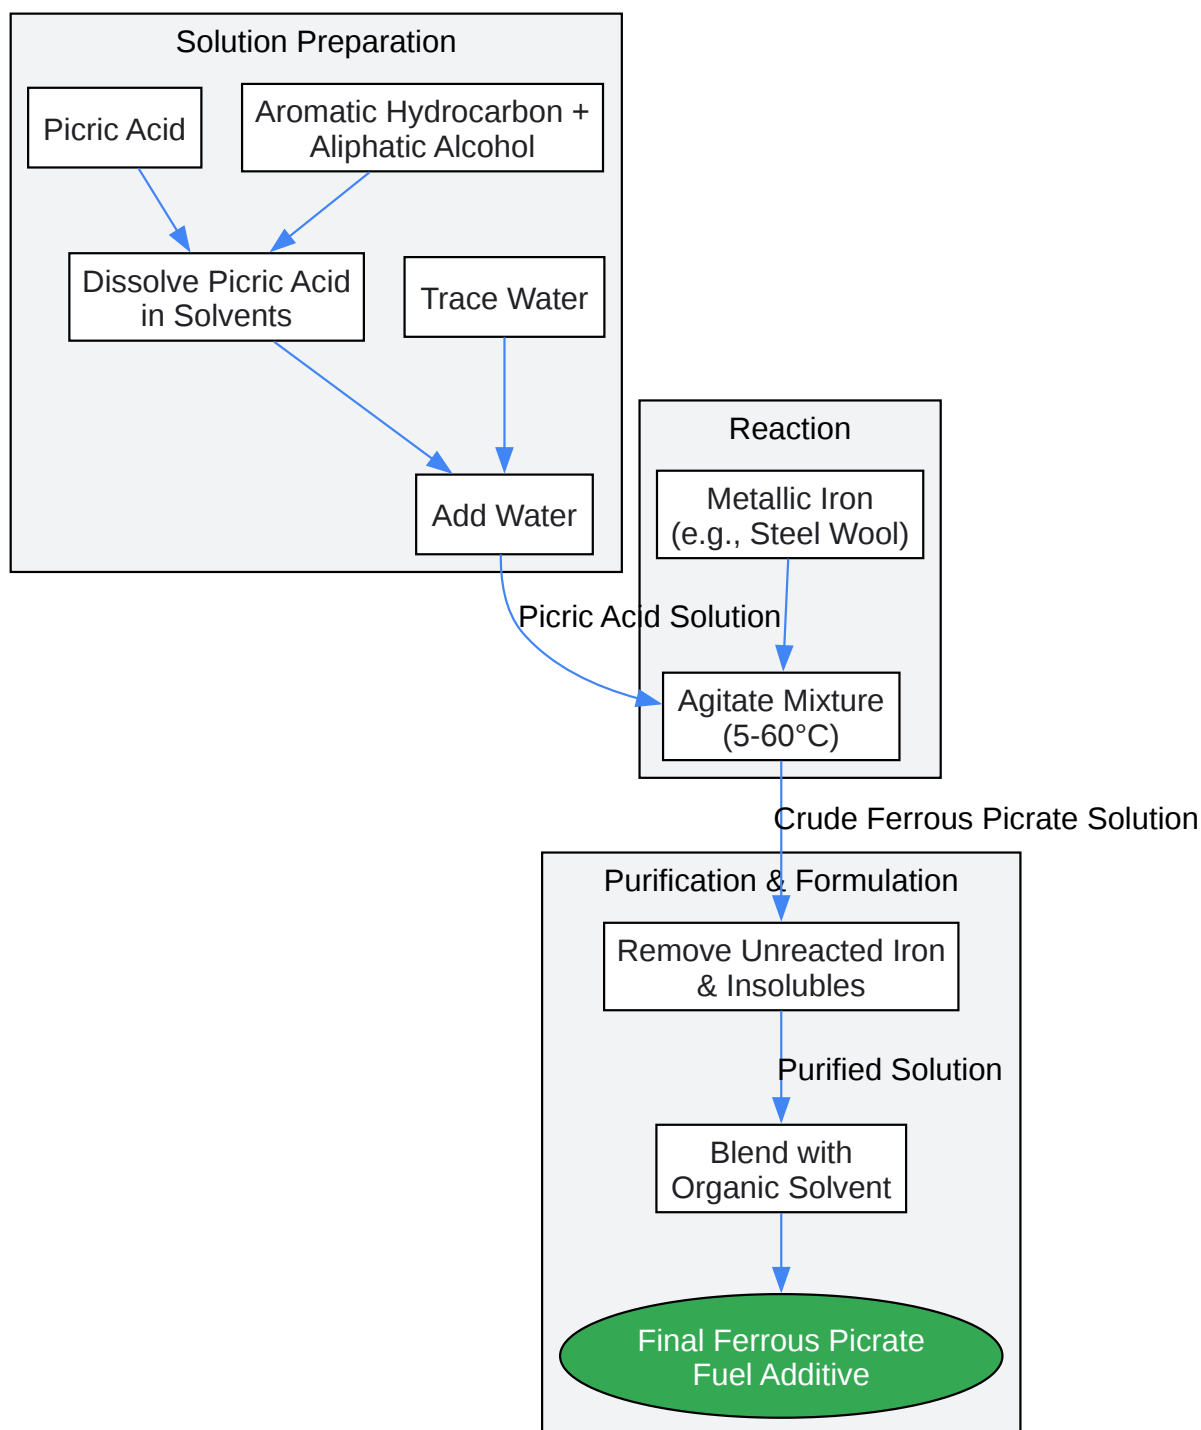 Solution Preparation
Picric Acid
Aromatic Hydrocarbon +
Aliphatic Alcohol
Dissolve Picric Acid
in Solvents
Trace Water
Add Water
Reaction
Metallic Iron
(e.g., Steel Wool)
Picric Acid Solution
Agitate Mixture
(5-60°C)
Crude Ferrous Picrate Solution
Purification & Formulation
Remove Unreacted Iron
& Insolubles
Purified Solution
Blend with
Organic Solvent
Final Ferrous Picrate
Fuel Additive